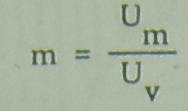 m = U_m / U_v